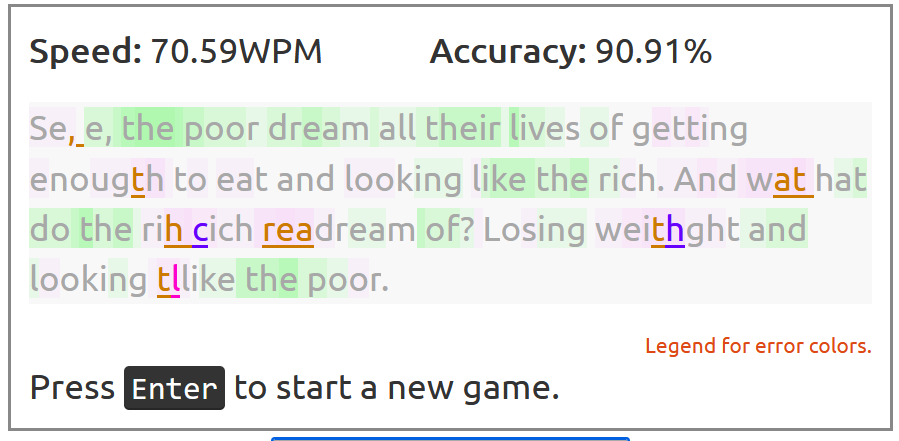 Speed: 70.59WPM Accuracy: 90.91%
Se, e, the poor dream all their lives of getting
enougth to eat and looking like the rich. And wat hat
do the rih cich readream of? Losing weithght and
looking tllike the poor.
Legend for error colors.
Press Enter to start a new game.